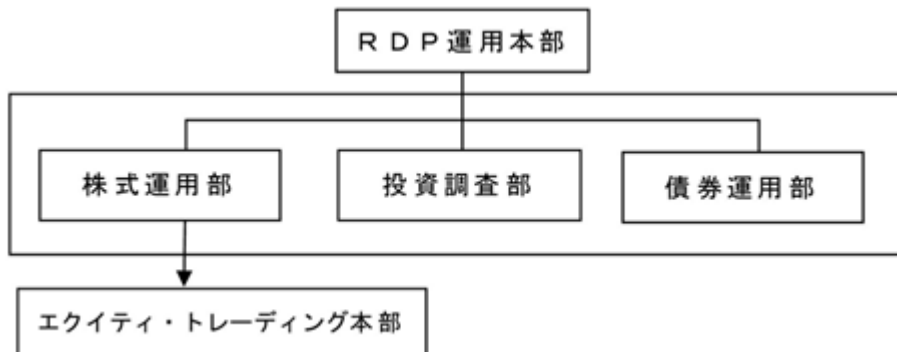 ＲＤＰ運用本部
株式運用部
投資調査部
債券運用部
エクイティ・トレーディング本部